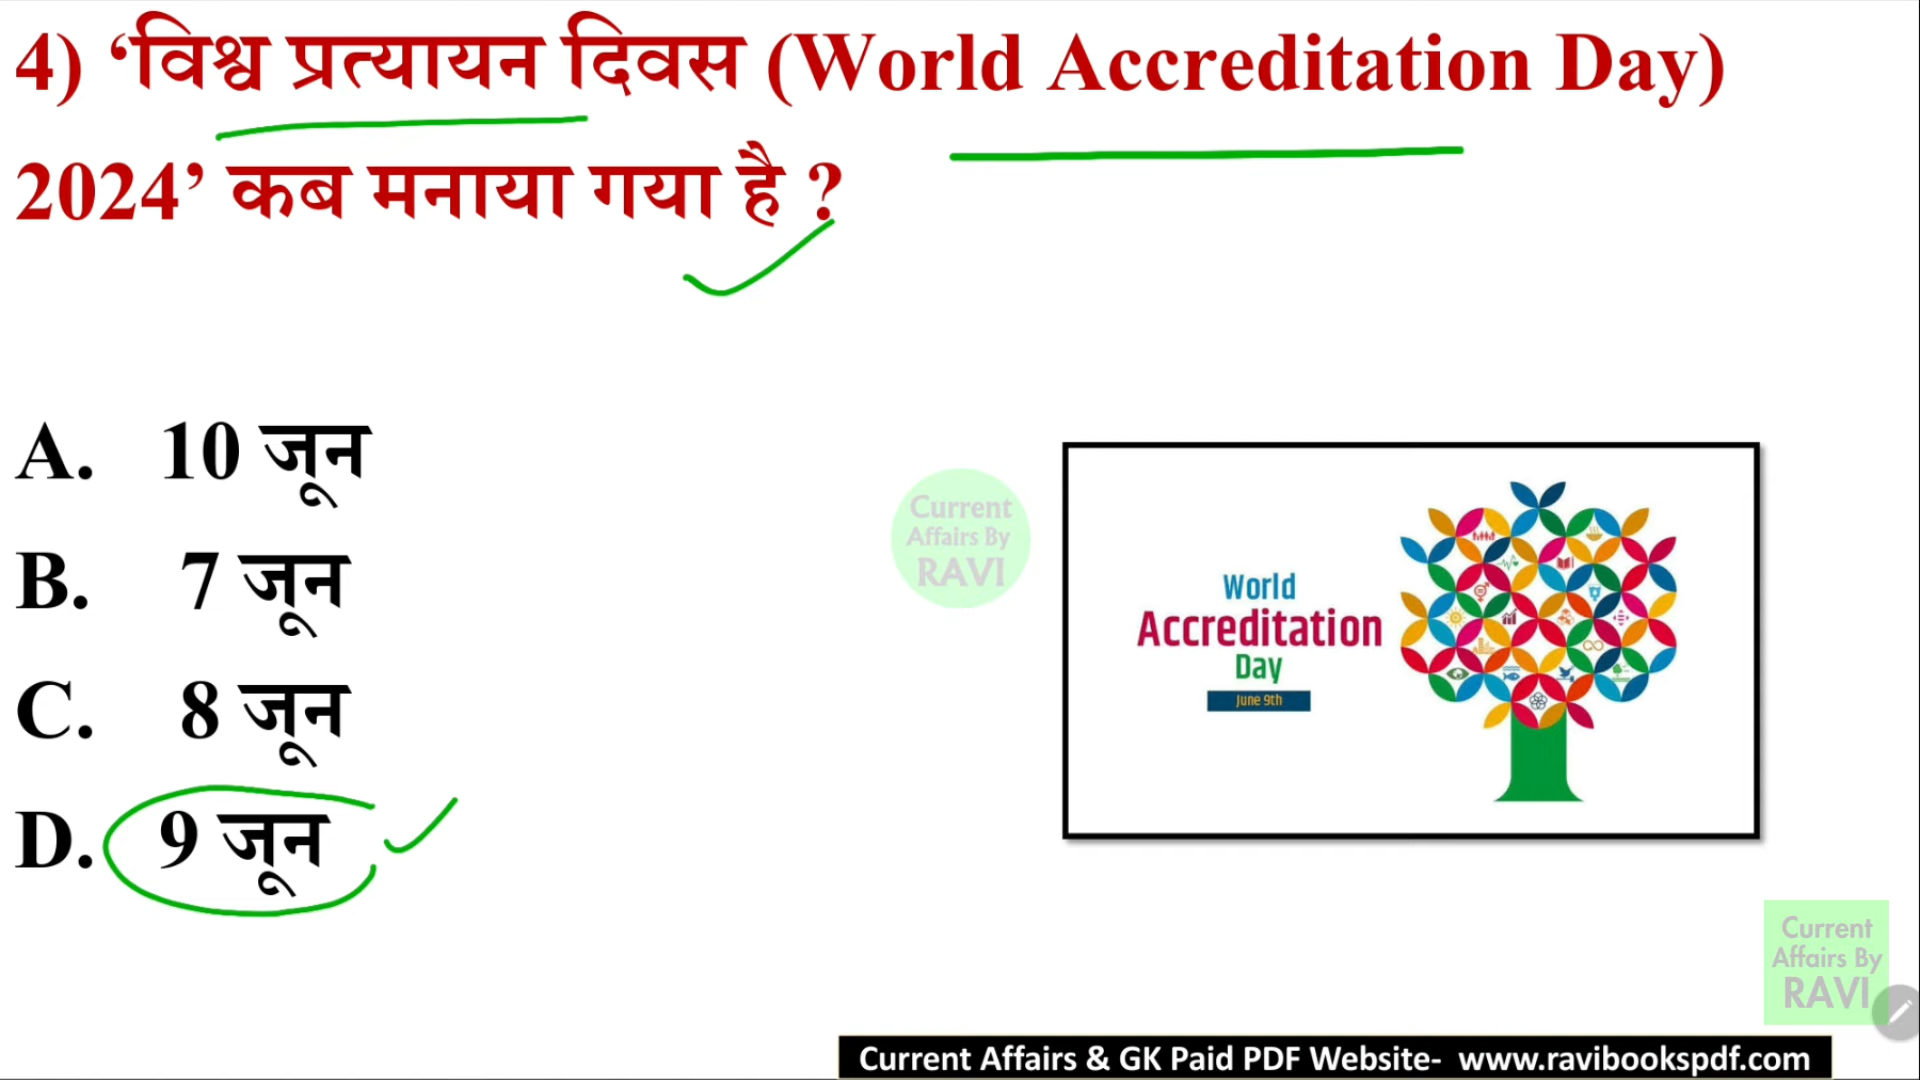 4) ‘विश्व प्रत्यायन दिवस (World Accreditation Day)
2024’ कब मनाया गया है ?
A. 10 जून
B. 7 जून
C. 8 जून
D. 9 जून
Current
Affairs By
RAVI
World
Accreditation
Day
June 9th
Current
Affairs By
RAVI
Current Affairs & GK Paid PDF Website- www.ravibookspdf.com